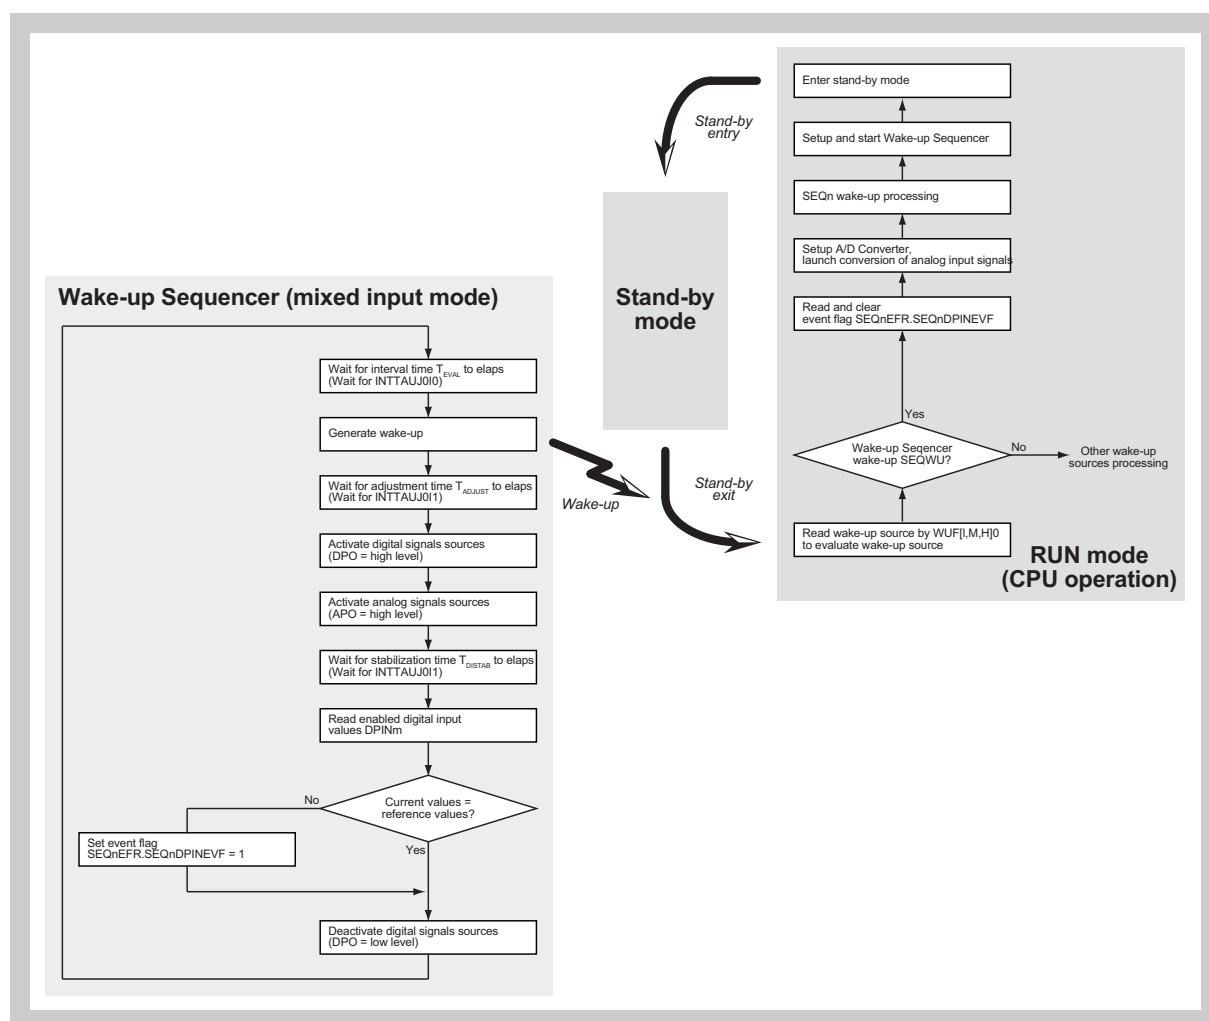 Enter stand-by mode
Stand-by
entry
Setup and start Wake-up Sequencer
SEQn wake-up processing
Setup A/D Converter,
launch conversion of analog input signals
Read and clear
event flag SEQnEFR.SEQnDPINEVF
Yes
Wake-up Seqencer
wake-up SEQWU?
No
Other wake-up
sources processing
Read wake-up source by WUF[I,M,H]0
to evaluate wake-up source
RUN mode
(CPU operation)
Stand-by
mode
Stand-by
exit
Wake-up
Wake-up Sequencer (mixed input mode)
Wait for interval time TEVAL to elaps
(Wait for INTTAUJ0I0)
Generate wake-up
Wait for adjustment time TADJUST to elaps
(Wait for INTTAUJ0I1)
Activate digital signals sources
(DPO = high level)
Activate analog signals sources
(APO = high level)
Wait for stabilization time TDISTAB to elaps
(Wait for INTTAUJ0I1)
Read enabled digital input
values DPINm
No
Current values =
reference values?
Set event flag
SEQnEFR.SEQnDPINEVF = 1
Yes
Deactivate digital signals sources
(DPO = low level)